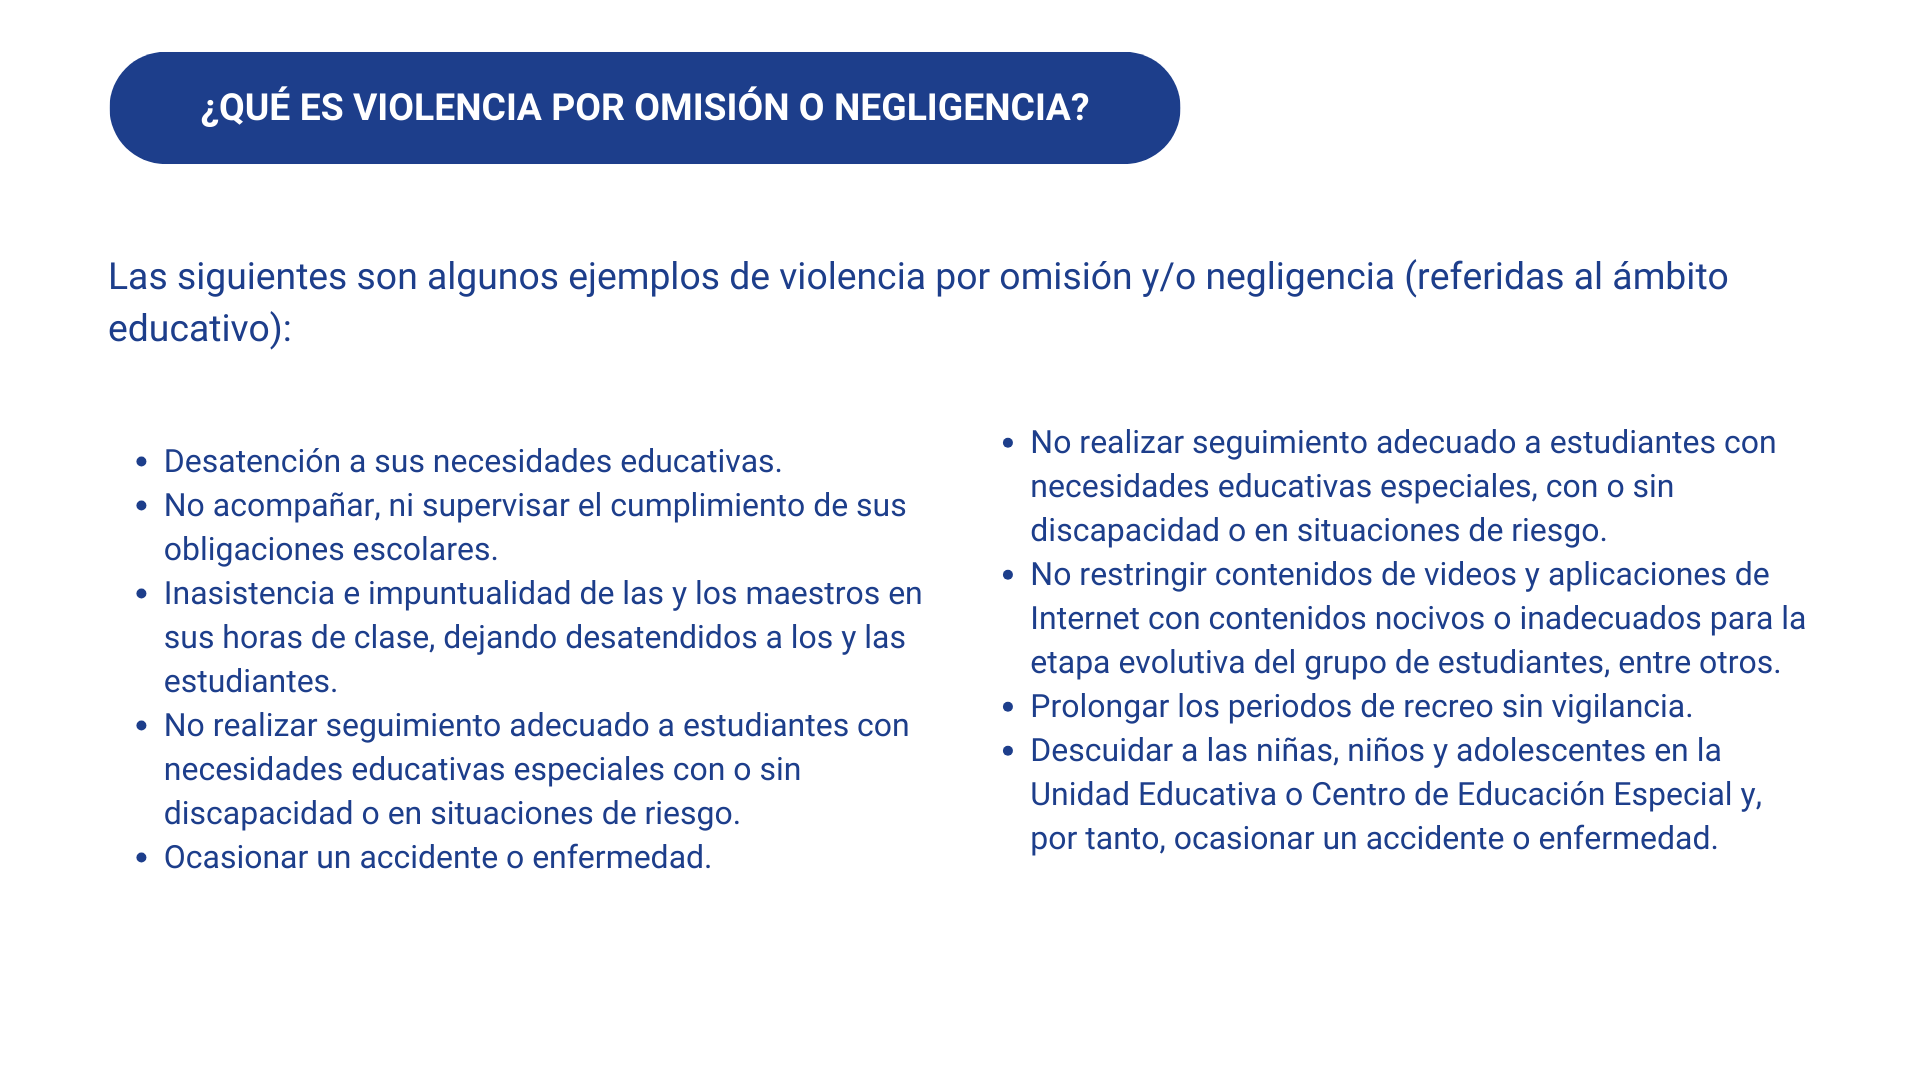 ¿QUÉ ES VIOLENCIA POR OMISIÓN O NEGLIGENCIA?
Las siguientes son algunos ejemplos de violencia por omisión y/o negligencia (referidas al ámbito
educativo):
• Desatención a sus necesidades educativas.
• No acompañar, ni supervisar el cumplimiento de sus
obligaciones escolares.
• Inasistencia e impuntualidad de las y los maestros en
sus horas de clase, dejando desatendidos a los y las
estudiantes.
• No realizar seguimiento adecuado a estudiantes con
necesidades educativas especiales con o sin
discapacidad o en situaciones de riesgo.
• Ocasionar un accidente o enfermedad.
• No realizar seguimiento adecuado a estudiantes con
necesidades educativas especiales, con o sin
discapacidad o en situaciones de riesgo.
• No restringir contenidos de videos y aplicaciones de
Internet con contenidos nocivos o inadecuados para la
etapa evolutiva del grupo de estudiantes, entre otros.
• Prolongar los periodos de recreo sin vigilancia.
• Descuidar a las niñas, niños y adolescentes en la
Unidad Educativa o Centro de Educación Especial y,
por tanto, ocasionar un accidente o enfermedad.